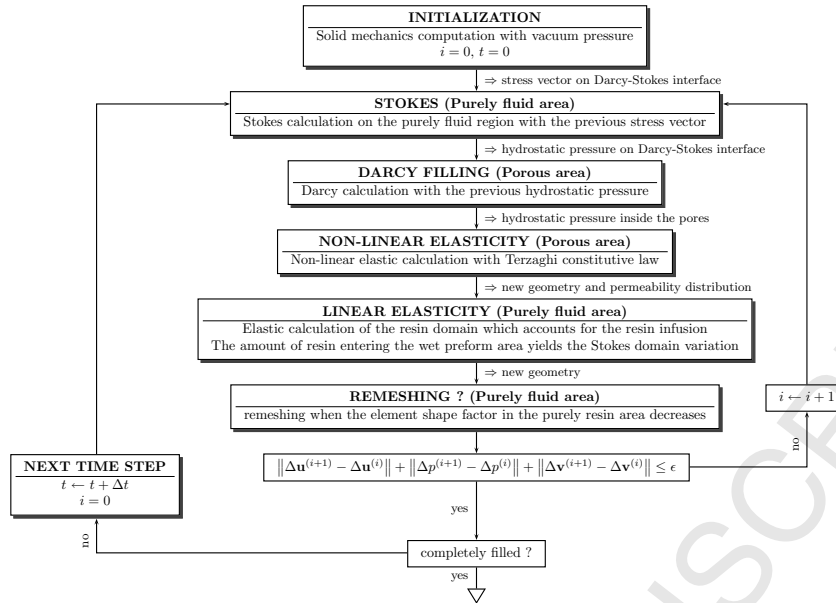 INITIALIZATION
Solid mechanics computation with vacuum pressure
i = 0, t = 0
⇒ stress vector on Darcy-Stokes interface
STOKES (Purely fluid area)
Stokes calculation on the purely fluid region with the previous stress vector
⇒ hydrostatic pressure on Darcy-Stokes interface
DARCY FILLING (Porous area)
Darcy calculation with the previous hydrostatic pressure
⇒ hydrostatic pressure inside the pores
NON-LINEAR ELASTICITY (Porous area)
Non-linear elastic calculation with Terzaghi constitutive law
⇒ new geometry and permeability distribution
LINEAR ELASTICITY (Purely fluid area)
Elastic calculation of the resin domain which accounts for the resin infusion
The amount of resin entering the wet preform area yields the Stokes domain variation
⇒ new geometry
REMESHING ? (Purely fluid area)
remeshing when the element shape factor in the purely resin area decreases
i ← i + 1
no
‖Δu^(i+1) − Δu^(i)‖ + ‖Δp^(i+1) − Δp^(i)‖ + ‖Δv^(i+1) − Δv^(i)‖ ≤ ϵ
NEXT TIME STEP
t ← t + Δt
i = 0
yes
no
completely filled ?
yes